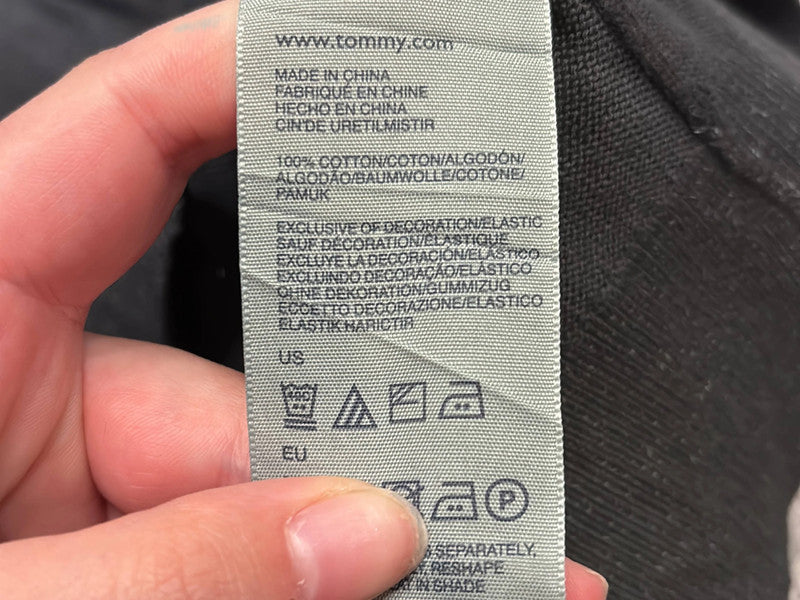 www.tommy.com
MADE IN CHINA
FABRIQUÉ EN CHINE
HECHO EN CHINA
CIN'DE URETILMISTIR
100% COTTON/COTON/ALGODÓN/
ALGODÃO/BAUMWOLLE/COTONE/
PAMUK
EXCLUSIVE OF DECORATION/ELASTIC
SAUF DÉCORATION/ÉLASTIQUE
EXCLUYE LA DECORACIÓN/ELÁSTICO
EXCLUINDO DECORAÇÃO/ELÁSTICO
OHNE DEKORATION/GUMMIZUG
ECCETTO DECORAZIONE/ELASTICO
ELASTIK HARICTIR
US
EU
P
SEPARATELY,
RESHAPE
IN SHADE